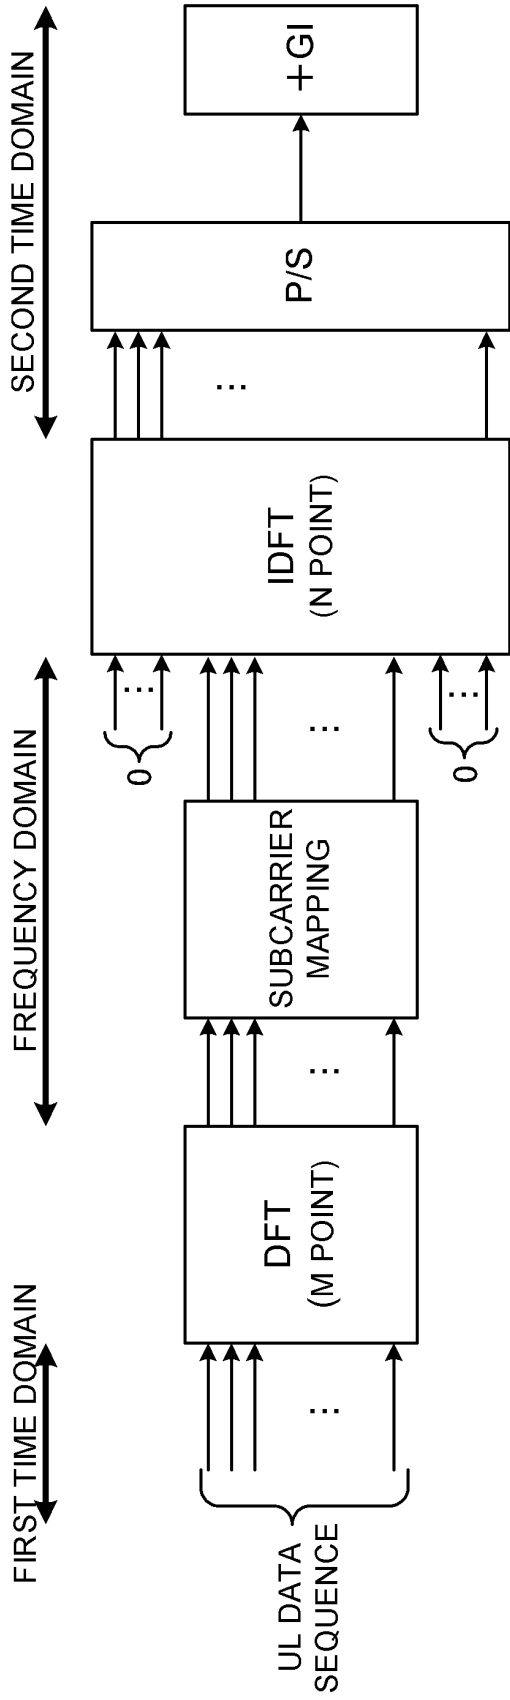 FIRST TIME DOMAIN
FREQUENCY DOMAIN
SECOND TIME DOMAIN
UL DATA
SEQUENCE
...
DFT
(M POINT)
...
SUBCARRIER
MAPPING
0
...
...
0
...
IDFT
(N POINT)
...
P/S
+GI